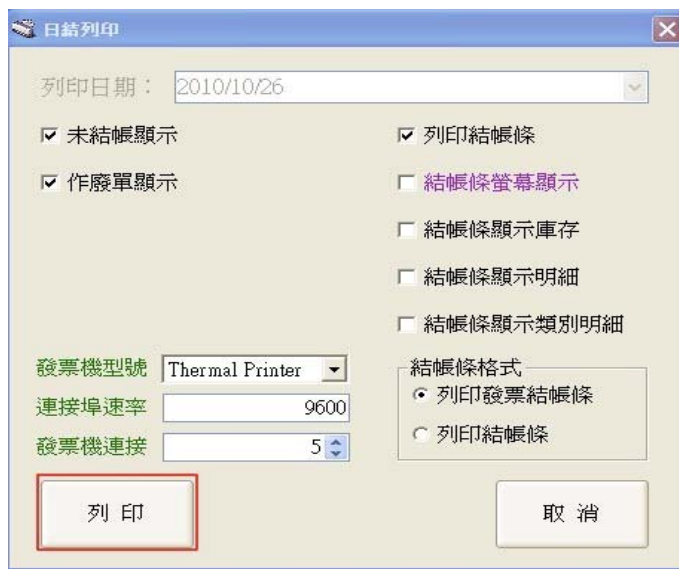 日結列印
列印日期： 2010/10/26
未結帳顯示
列印結帳條
作廢單顯示
結帳條螢幕顯示
結帳條顯示庫存
結帳條顯示明細
結帳條顯示類別明細
發票機型號 Thermal Printer
連接埠速率 9600
發票機連接 5
結帳條格式
列印發票結帳條
列印結帳條
列 印
取 消